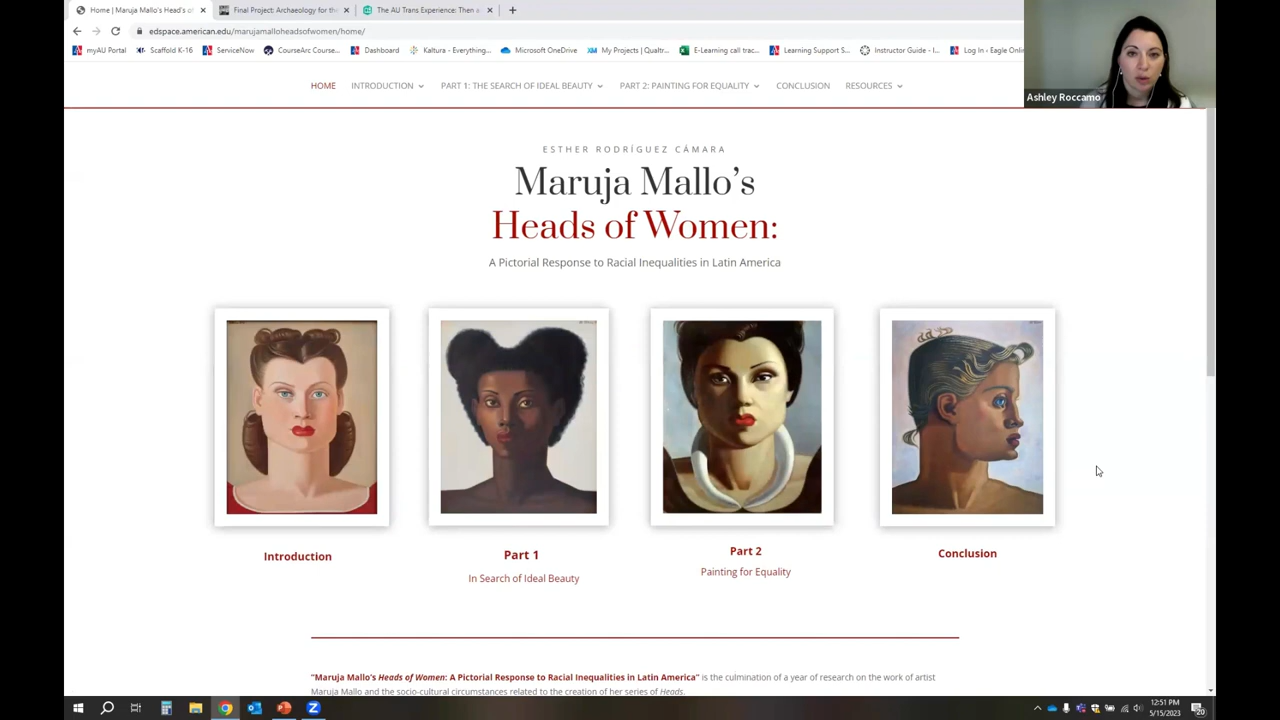 Home | Maruja Mallo's Head's of
Final Project: Archaeology for the
The AU Trans Experience: Then a
edspace.american.edu/marujamalloheadsofwomen/home/
myAU Portal
Scaffold K-16
ServiceNow
CourseArc Course...
Dashboard
Kaltura - Everything...
Microsoft OneDrive
My Projects | Qualtr...
E-Learning call trac...
Learning Support S...
Instructor Guide - I...
Log In - Eagle Onli
Ashley Roccamo
HOME
INTRODUCTION
PART 1: THE SEARCH OF IDEAL BEAUTY
PART 2: PAINTING FOR EQUALITY
CONCLUSION
RESOURCES
ESTHER RODRÍGUEZ CÁMARA
Maruja Mallo's
Heads of Women:
A Pictorial Response to Racial Inequalities in Latin America
Introduction
Part 1
In Search of Ideal Beauty
Part 2
Painting for Equality
Conclusion
"Maruja Mallo's Heads of Women: A Pictorial Response to Racial Inequalities in Latin America" is the culmination of a year of research on the work of artist
Maruja Mallo and the socio-cultural circumstances related to the creation of her series of Heads.
12:51 PM
5/15/2023
20